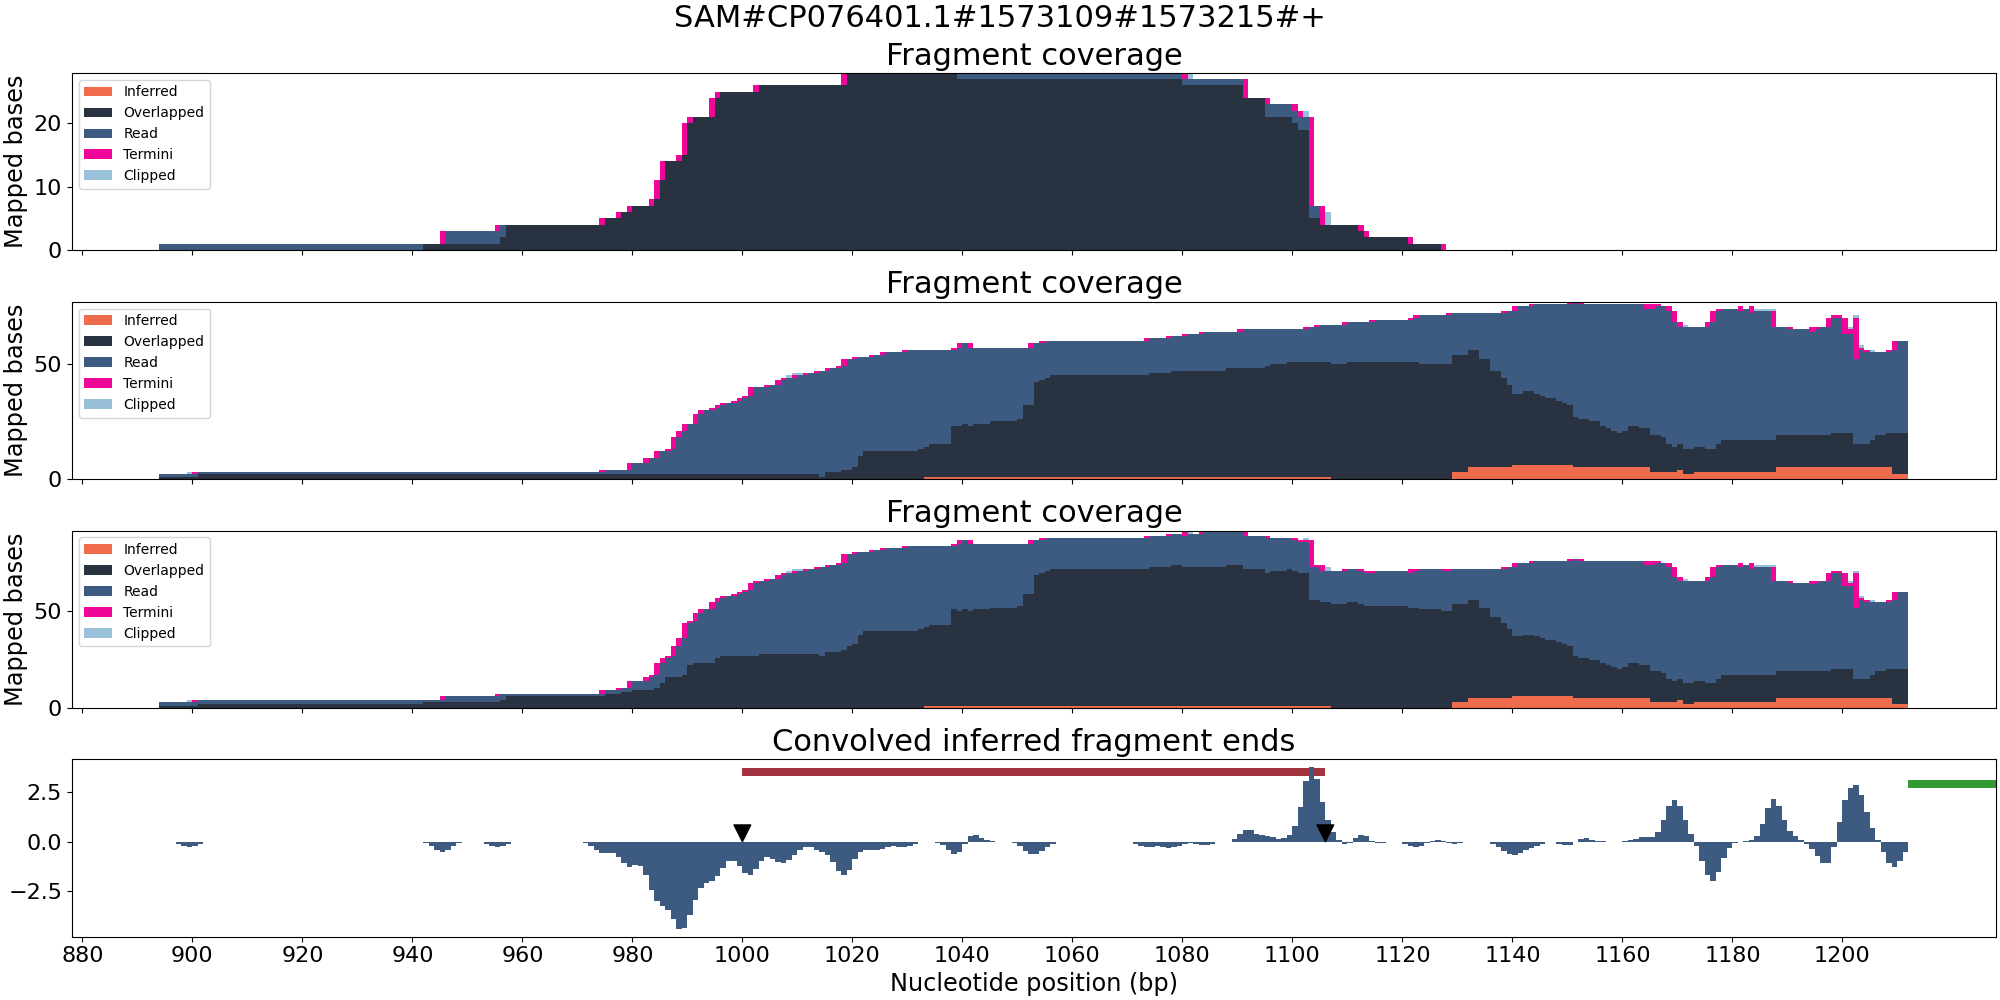 SAM#CP076401.1#1573109#1573215#+
Fragment coverage
Mapped bases
20
10
0
Inferred
Overlapped
Read
Termini
Clipped
Fragment coverage
Mapped bases
50
0
Inferred
Overlapped
Read
Termini
Clipped
Fragment coverage
Mapped bases
50
0
Inferred
Overlapped
Read
Termini
Clipped
Convolved inferred fragment ends
2.5
0.0
−2.5
880 900 920 940 960 980 1000 1020 1040 1060 1080 1100 1120 1140 1160 1180 1200
Nucleotide position (bp)